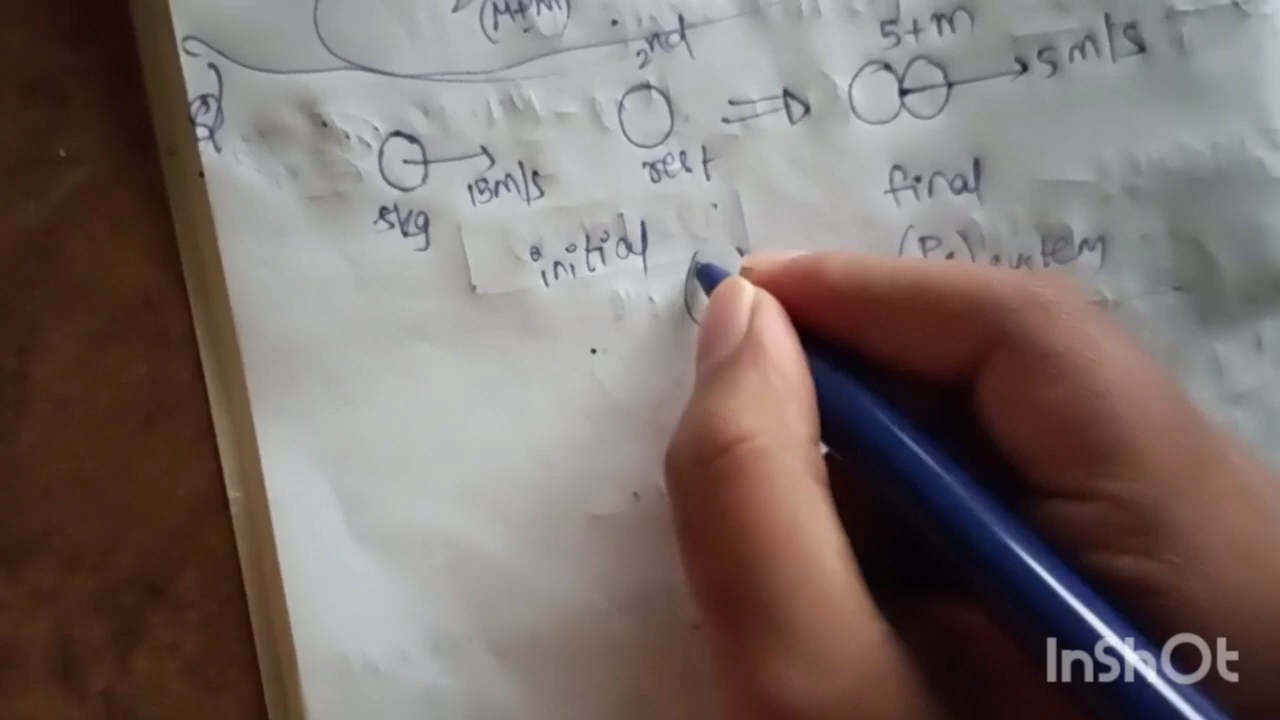 (M+M)
2nd
5+m
5m/s
Q
15m/s
rest
5kg
final
initial
system
InShOt